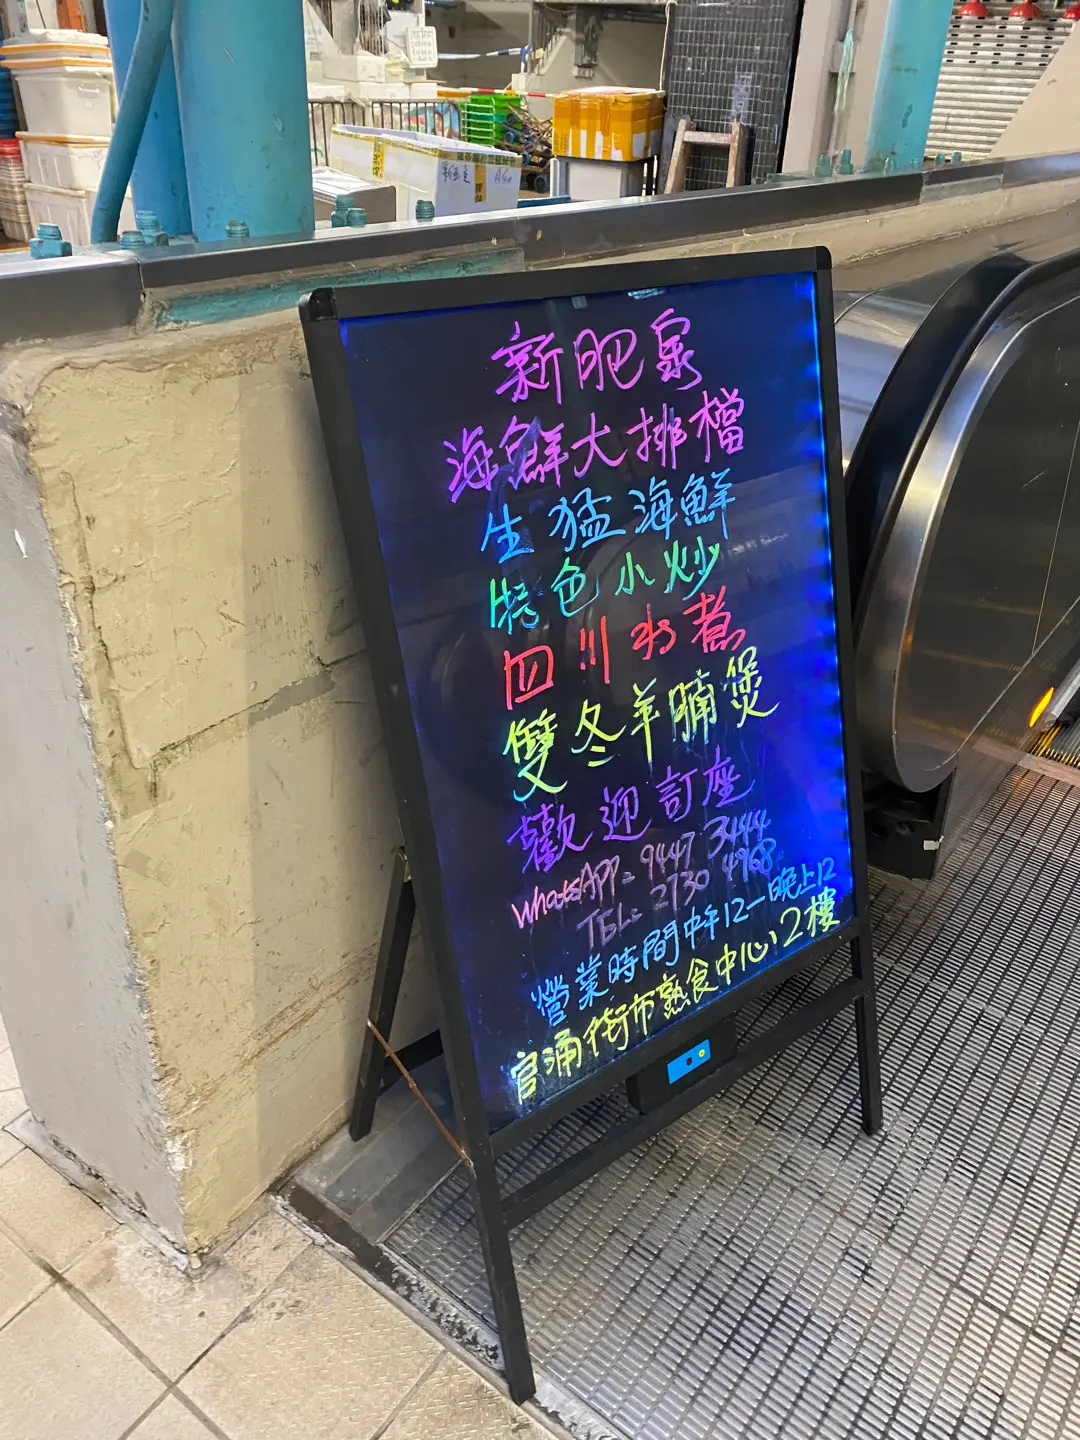 新肥泉
海鮮大排檔
生猛海鮮
特色小炒
四川水煮
雙冬羊腩煲
歡迎訂座
WhatsAPP= 9447 3444
TEL= 2730 4968
營業時間中午12一晚上12
官涌街市熟食中心2樓